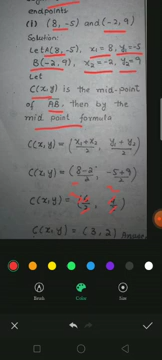 endpoints
(i) (8, -5) and (-2, 9)
Solution:
Let A(8, -5), x₁ = 8, y₁ = -5
B(-2, 9), x₂ = -2, y₂ = 9
Let
C(x, y) is the mid-point
of AB, then by the
mid point formula
C(x, y) = (x₁+x₂/2, y₁+y₂/2)
C(x, y) = (8-2/2, -5+9/2)
C(x, y) = (6/2, 4/2)
C(x, y) = (3, 2) Answer
Brush Color Size